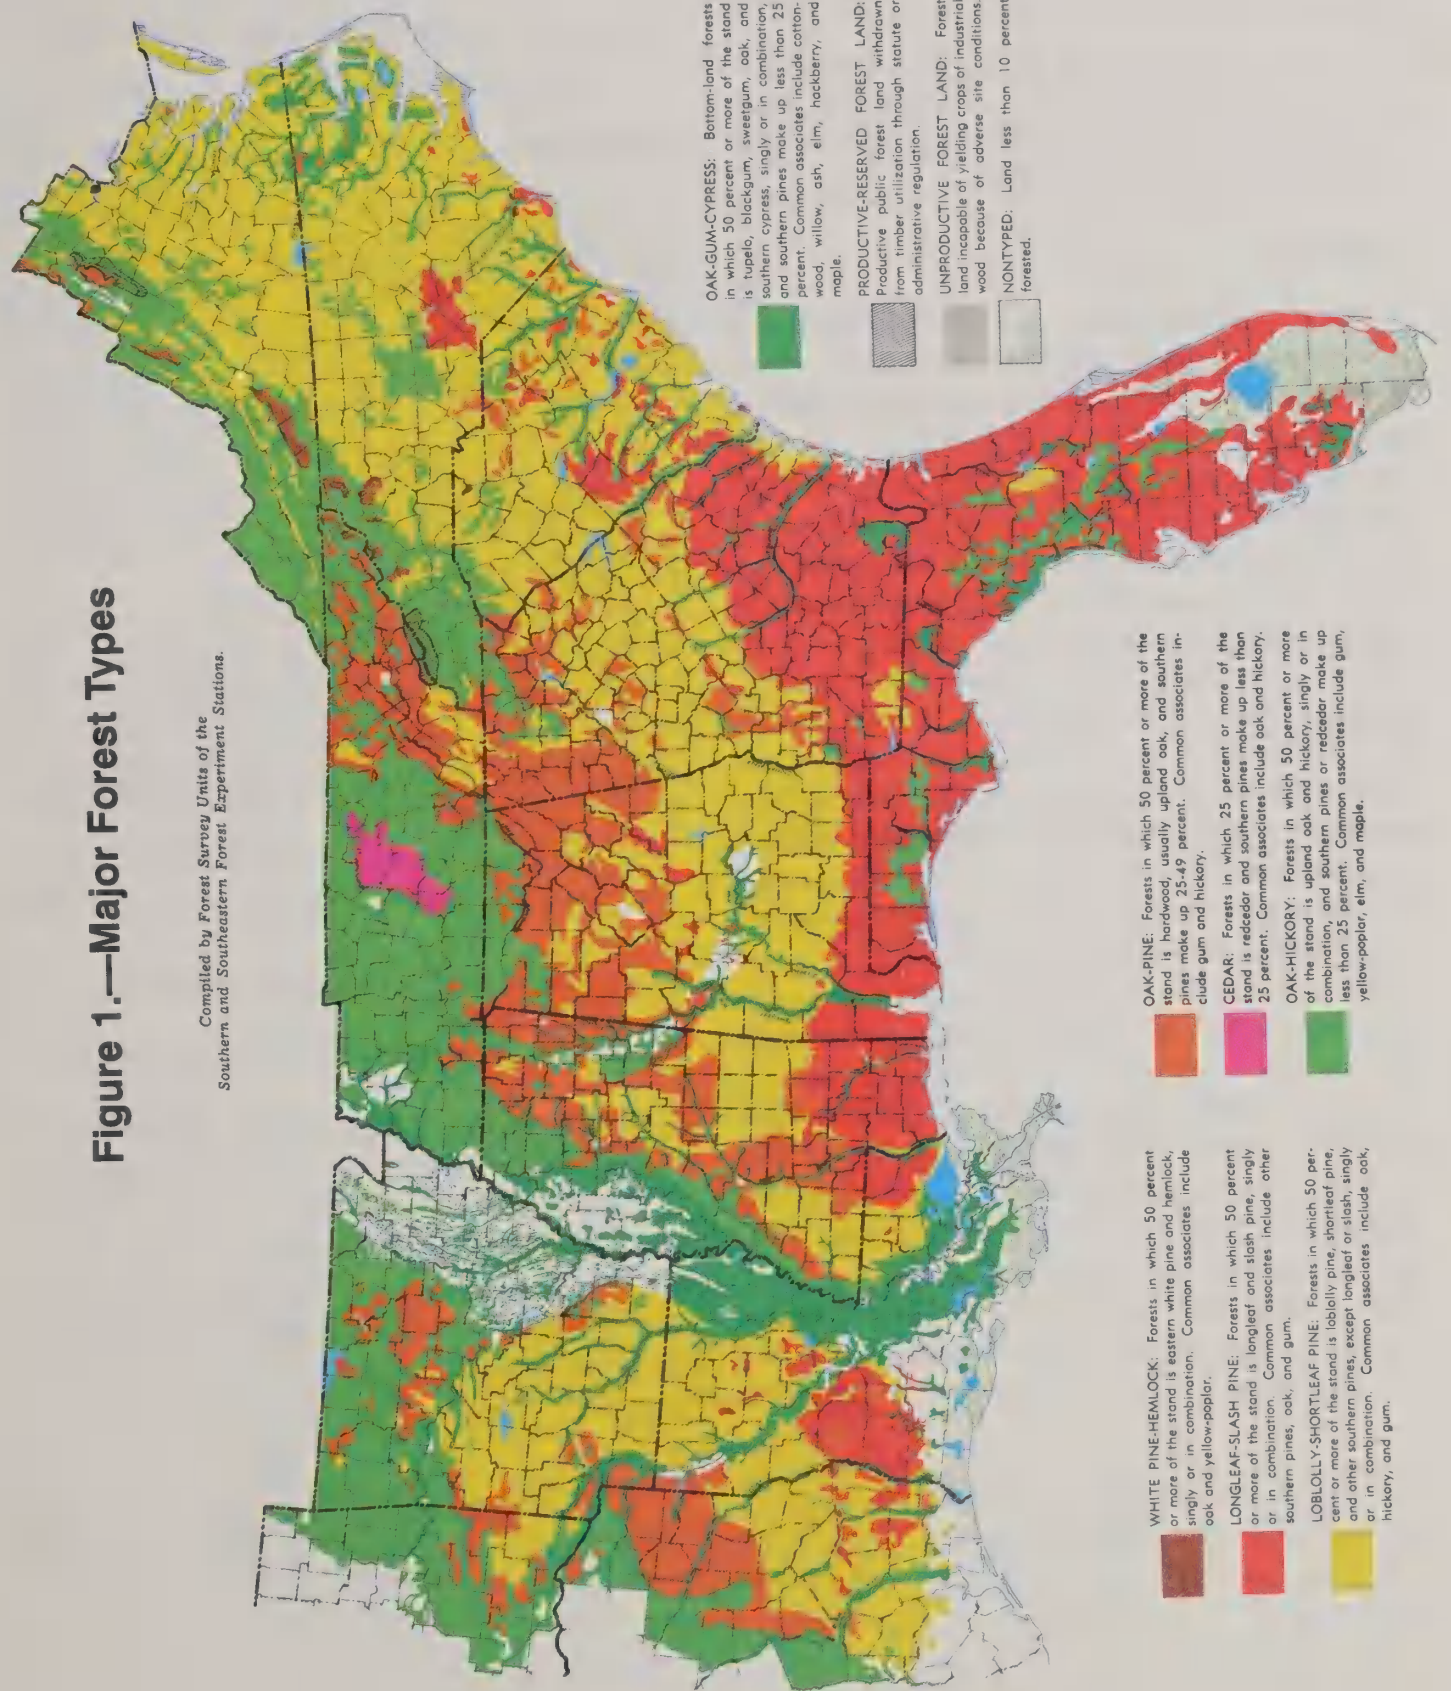 Figure 1.—Major Forest Types
Compiled by Forest Survey Units of the
Southern and Southeastern Forest Experiment Stations.
WHITE PINE-HEMLOCK: Forests in which 50 percent
or more of the stand is eastern white pine and hemlock,
singly or in combination. Common associates include
oak and yellow-poplar.
LONGLEAF-SLASH PINE: Forests in which 50 percent
or more of the stand is longleaf and slash pine, singly
or in combination. Common associates include other
southern pines, oak, and gum.
LOBLOLLY-SHORTLEAF PINE: Forests in which 50 per-
cent or more of the stand is loblolly pine, shortleaf pine,
and other southern pines, except longleaf or slash, singly
or in combination. Common associates include oak,
hickory, and gum.
OAK-PINE: Forests in which 50 percent or more of the
stand is hardwood, usually upland oak, and southern
pines make up 25-49 percent. Common associates in-
clude gum and hickory.
CEDAR: Forests in which 25 percent or more of the
stand is redcedar and southern pines make up less than
25 percent. Common associates include oak and hickory.
OAK-HICKORY: Forests in which 50 percent or more
of the stand is upland oak and hickory, singly or in
combination, and southern pines or redcedar make up
less than 25 percent. Common associates include gum,
yellow-poplar, elm, and maple.
OAK-GUM-CYPRESS: Bottom-land forests
in which 50 percent or more of the stand
is tupelo, blackgum, sweetgum, oak, and
southern cypress, singly or in combination,
and southern pines make up less than 25
percent. Common associates include cotton-
wood, willow, ash, elm, hackberry, and
maple.
PRODUCTIVE-RESERVED FOREST LAND:
Productive public forest land withdrawn
from timber utilization through statute or
administrative regulation.
UNPRODUCTIVE FOREST LAND: Forest
land incapable of yielding crops of industrial
wood because of adverse site conditions.
NONTYPED: Land less than 10 percent
forested.